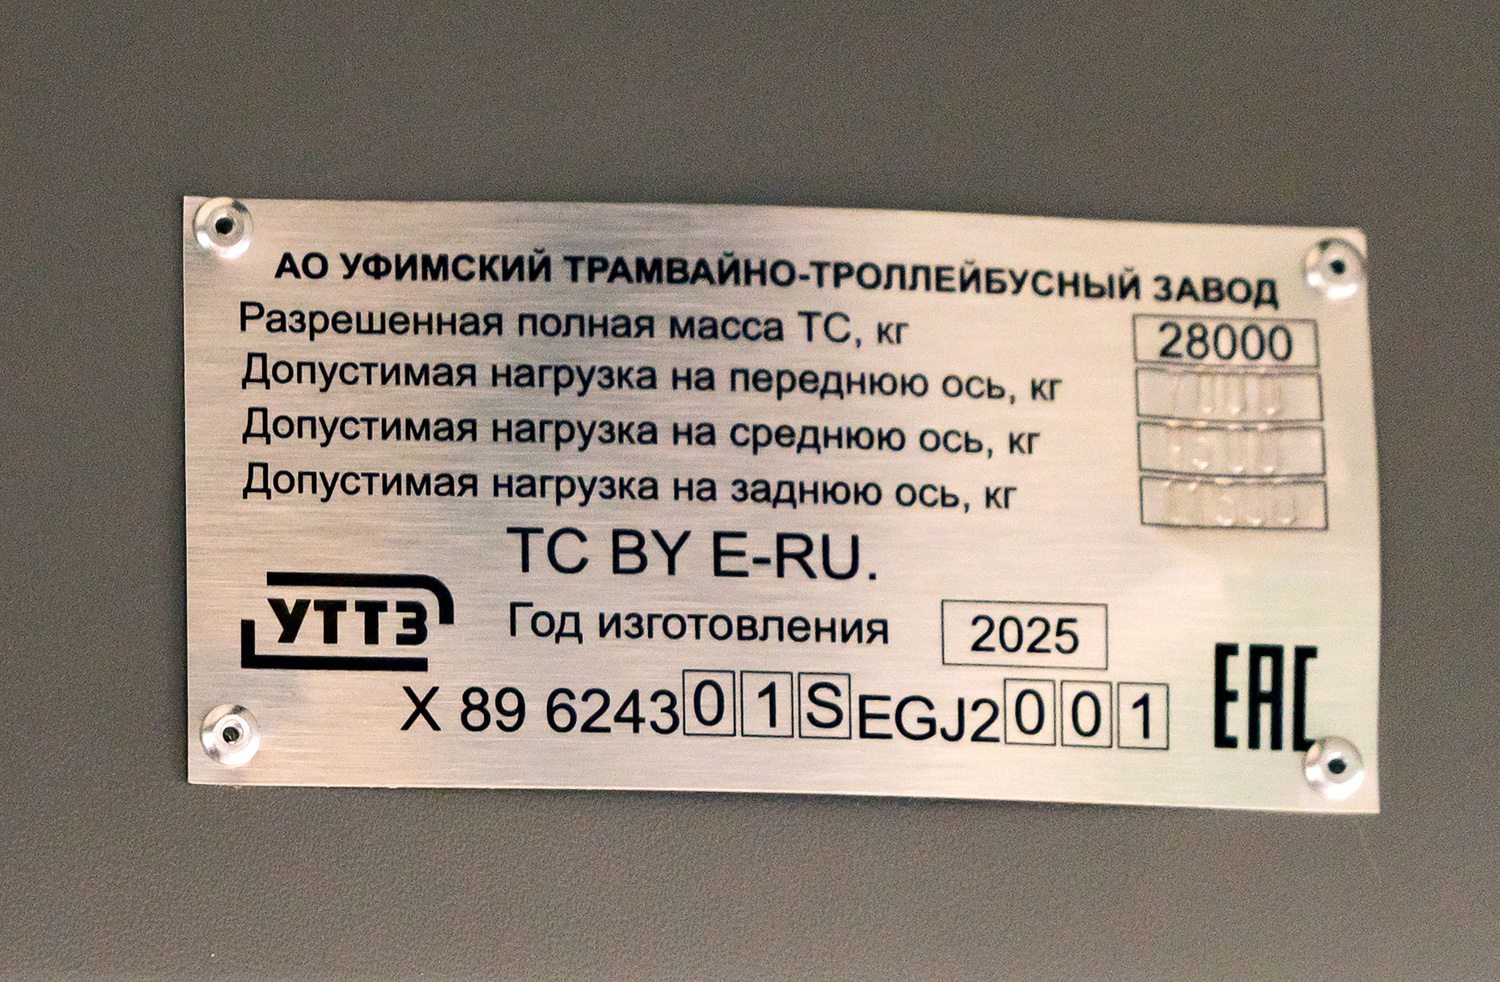 АО УФИМСКИЙ ТРАМВАЙНО-ТРОЛЛЕЙБУСНЫЙ ЗАВОД
Разрешенная полная масса ТС, кг 28000
Допустимая нагрузка на переднюю ось, кг
Допустимая нагрузка на среднюю ось, кг
Допустимая нагрузка на заднюю ось, кг
ТС BY E-RU.
УТТЗ
Год изготовления 2025
X 89 624301SEGJ2001
EAC